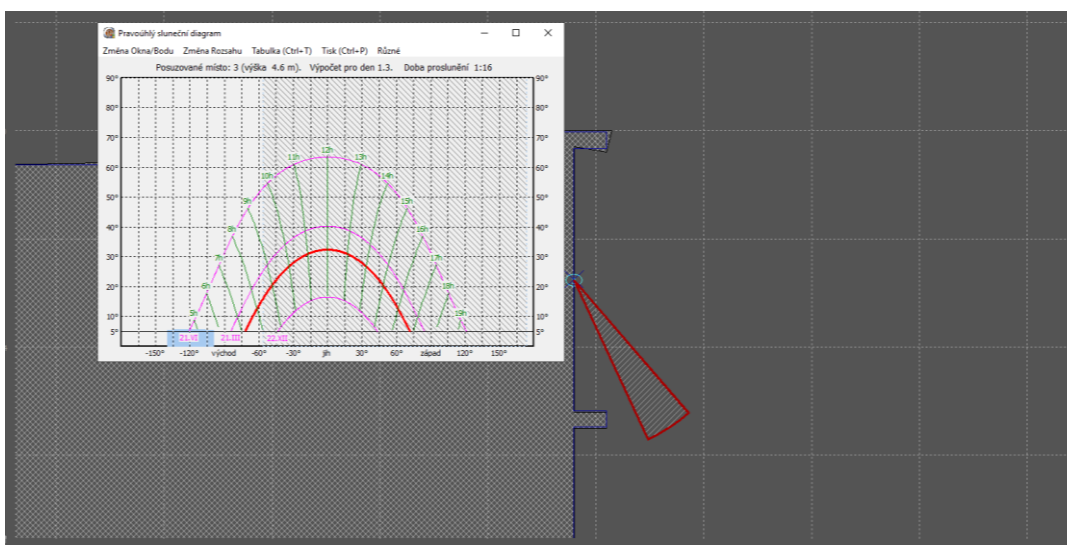 Pravoúhlý sluneční diagram
Změna Okna/Bodu Změna Rozsahu Tabulka (Ctrl+T) Tisk (Ctrl+P) Různé
Posuzované místo: 3 (výška 4.6 m). Výpočet pro den 1.3. Doba proslunění 1:16
90° 90°
80° 80°
70° 70°
12h
11h 13h
60° 60°
10h 14h
50° 50°
9h 15h
40° 40°
8h 16h
30° 30°
7h 17h
20° 20°
6h 18h
10° 10°
5h 19h
5° 5°
21.VI 21.III 22.XII
-150° -120° východ -60° -30° jih 30° 60° západ 120° 150°